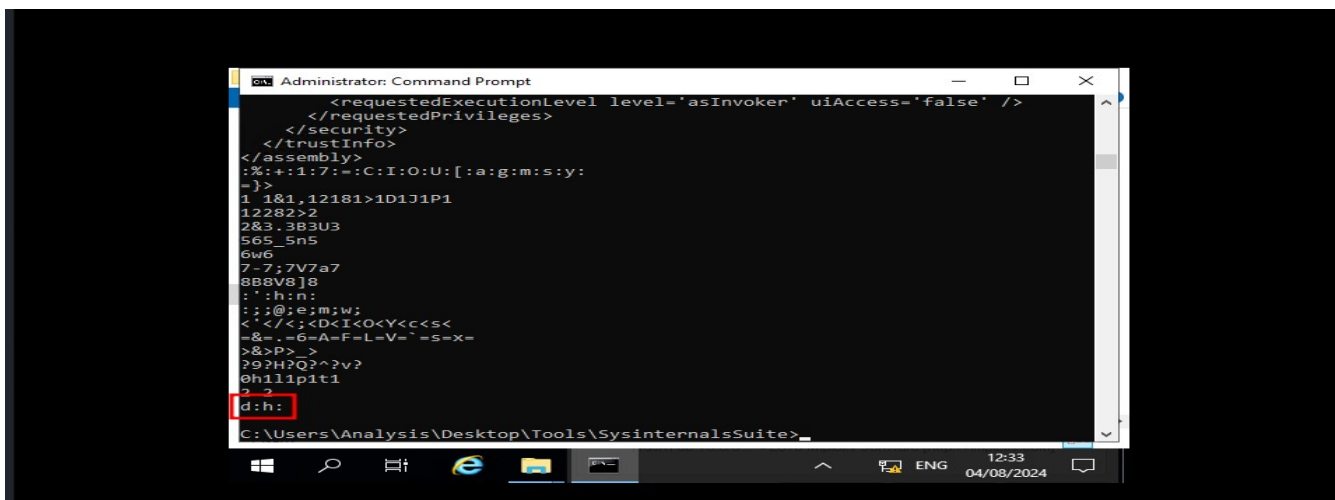 Administrator: Command Prompt
<requestedExecutionLevel level='asInvoker' uiAccess='false' />
</requestedPrivileges>
</security>
</trustInfo>
</assembly>
:%:+:1:7:=:C:I:O:U:[:a:g:m:s:y:
=}>
1 1&1,12181>1D1J1P1
12282>2
2&3.3B3U3
565_5n5
6w6
7-7;7V7a7
8B8V8]8
:':h:n:
:;;@;e;m;w;
<'</<;<D<I<O<Y<c<s<
=&=.=6=A=F=L=V=`=s=x=
>&>P>_>
?9?H?Q?^?v?
0h1l1p1t1
2 2
d:h:
C:\Users\Analysis\Desktop\Tools\SysinternalsSuite>
ENG
12:33
04/08/2024